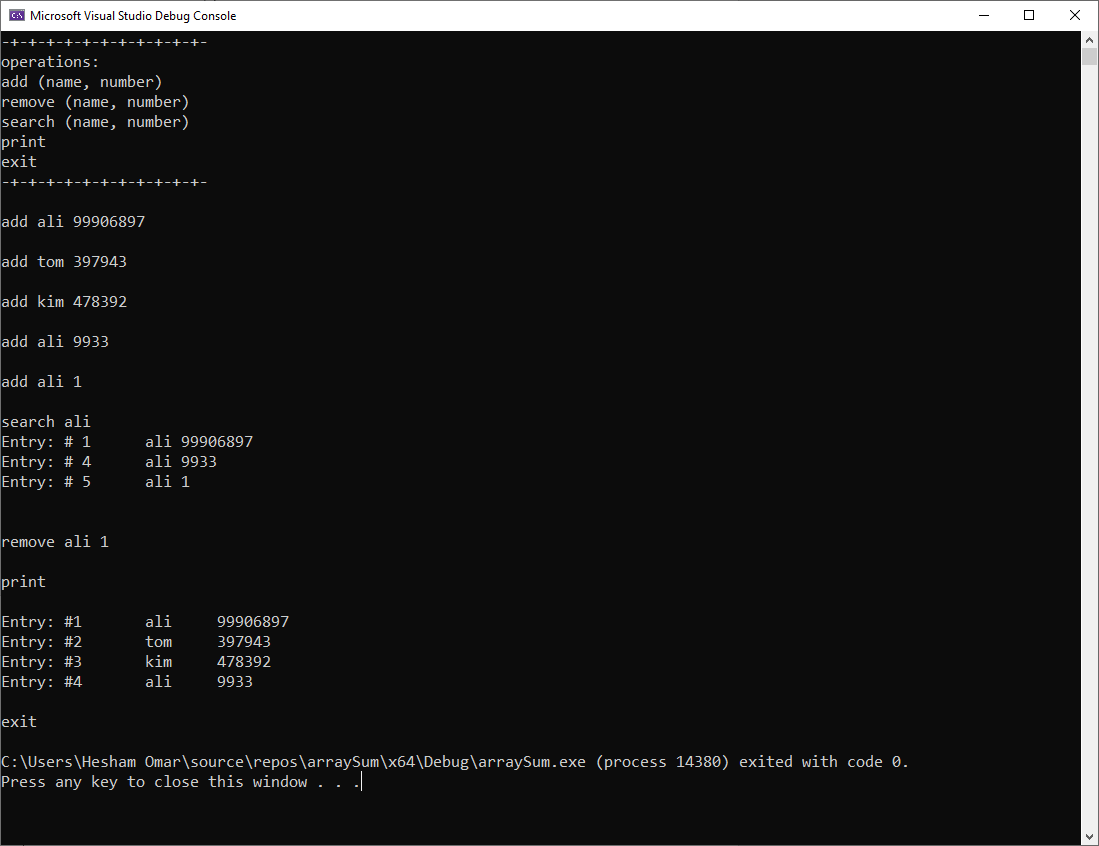 Microsoft Visual Studio Debug Console
-+-+-+-+-+-+-+-+-+-+-+-
operations:
add (name, number)
remove (name, number)
search (name, number)
print
exit
-+-+-+-+-+-+-+-+-+-+-+-
add ali 99906897
add tom 397943
add kim 478392
add ali 9933
add ali 1
search ali
Entry: # 1      ali 99906897
Entry: # 4      ali 9933
Entry: # 5      ali 1
remove ali 1
print
Entry: #1       ali     99906897
Entry: #2       tom     397943
Entry: #3       kim     478392
Entry: #4       ali     9933
exit
C:\Users\Hesham Omar\source\repos\arraySum\x64\Debug\arraySum.exe (process 14380) exited with code 0.
Press any key to close this window . . .